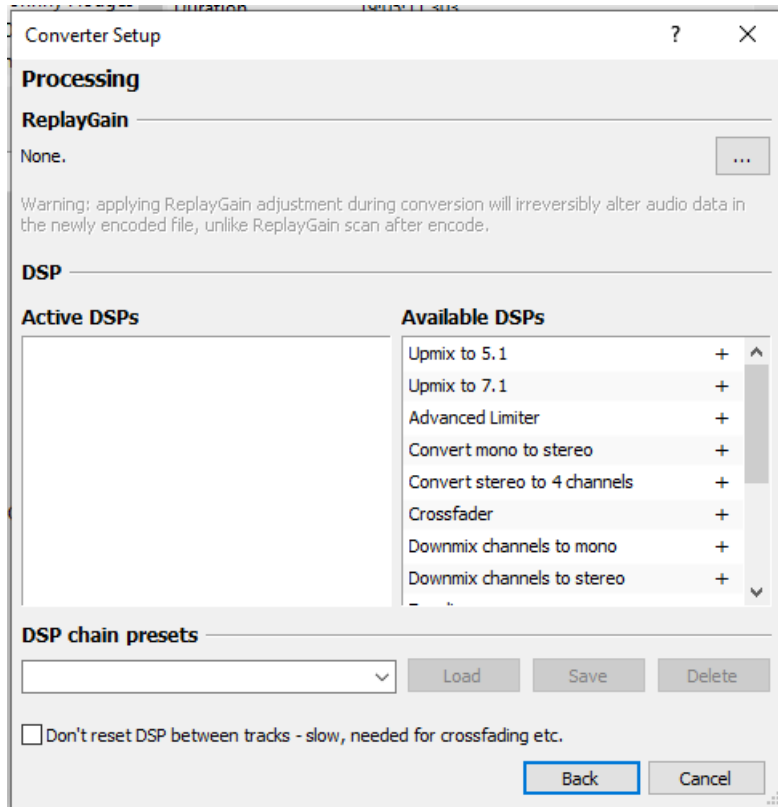 Duration
Converter Setup
?
Processing
ReplayGain
None.
...
Warning: applying ReplayGain adjustment during conversion will irreversibly alter audio data in
the newly encoded file, unlike ReplayGain scan after encode.
DSP
Active DSPs
Available DSPs
Upmix to 5.1 +
Upmix to 7.1 +
Advanced Limiter +
Convert mono to stereo +
Convert stereo to 4 channels +
Crossfader +
Downmix channels to mono +
Downmix channels to stereo +
DSP chain presets
Load Save Delete
Don't reset DSP between tracks - slow, needed for crossfading etc.
Back Cancel